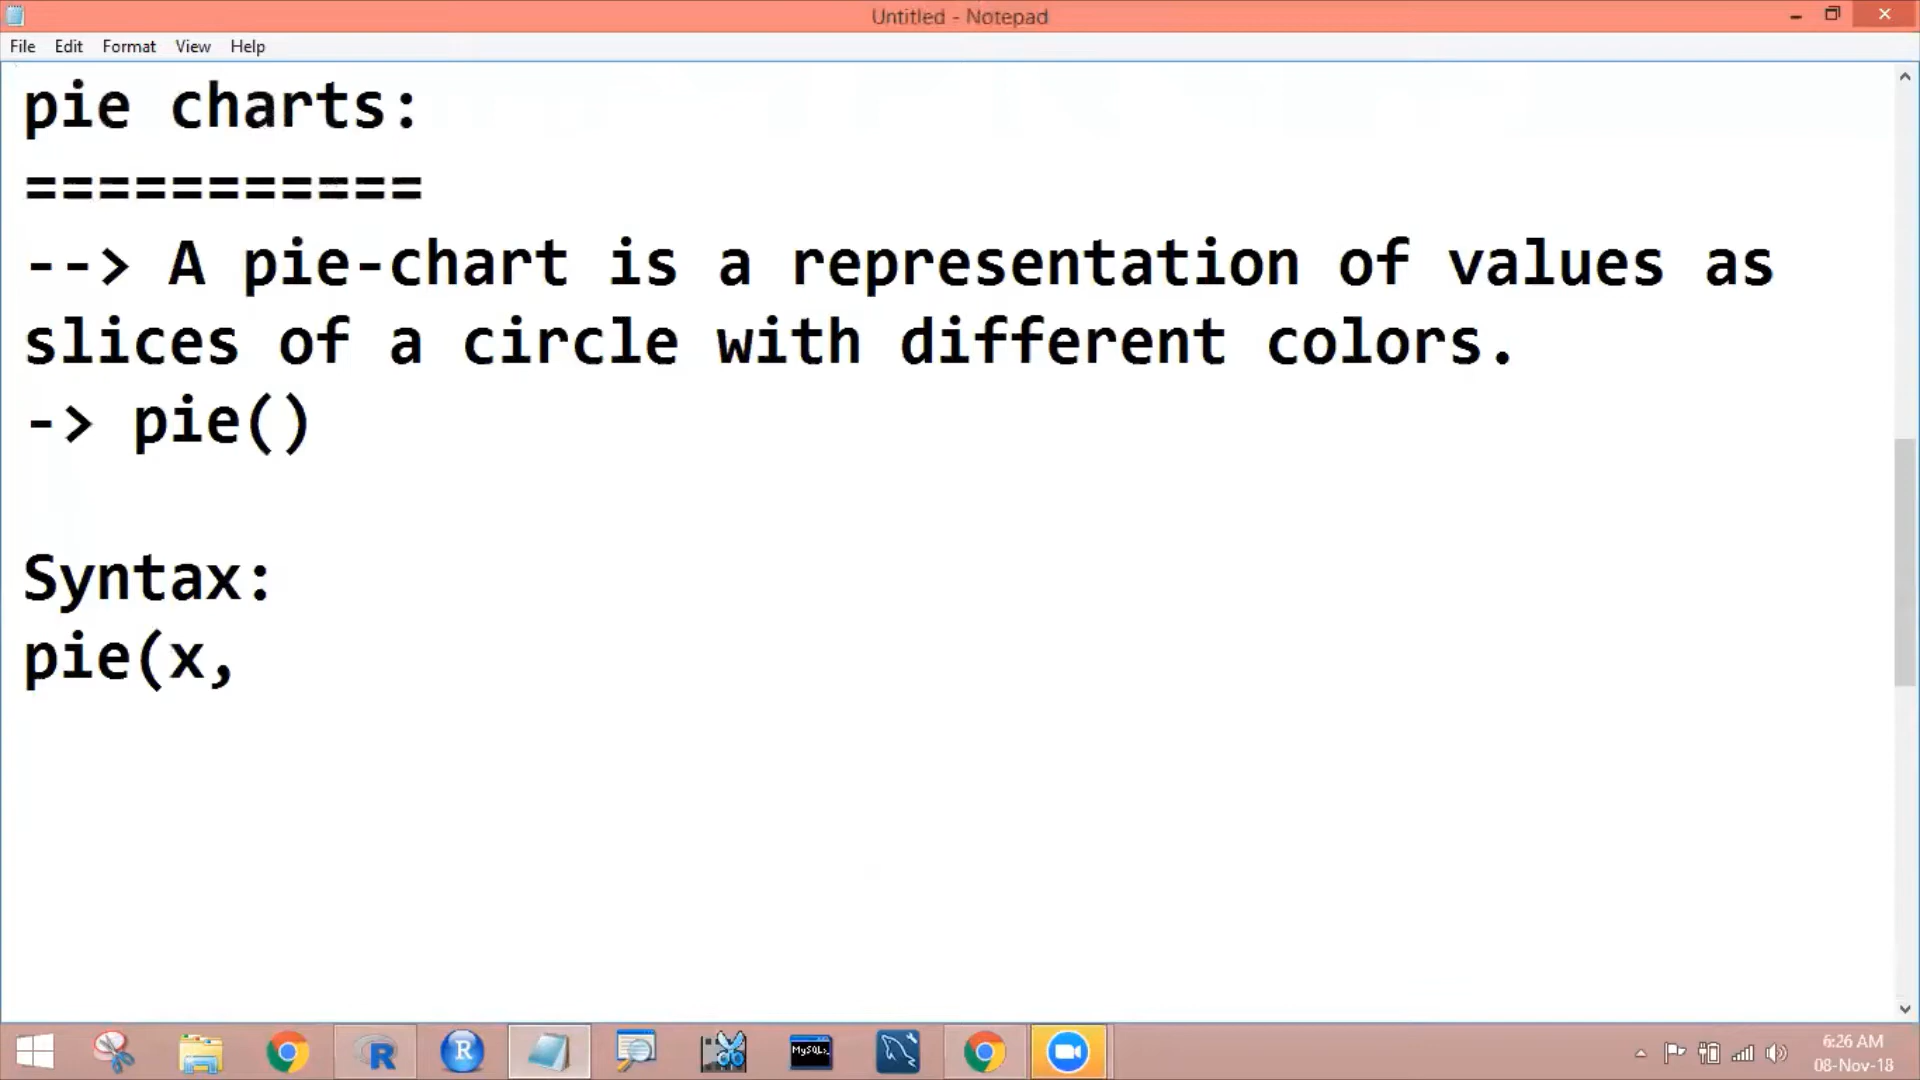 Untitled - Notepad
File Edit Format View Help
pie charts:
===========
--> A pie-chart is a representation of values as
slices of a circle with different colors.
-> pie()
Syntax:
pie(x,
R
R
MySQL
6:26 AM
08-Nov-18